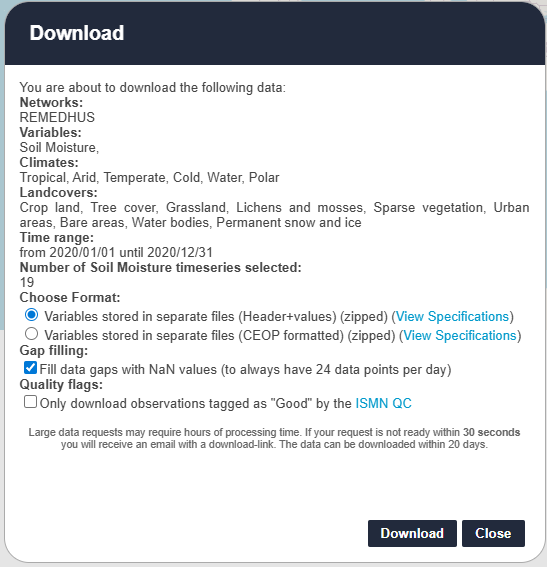 Download
You are about to download the following data:
Networks:
REMEDHUS
Variables:
Soil Moisture,
Climates:
Tropical, Arid, Temperate, Cold, Water, Polar
Landcovers:
Crop land, Tree cover, Grassland, Lichens and mosses, Sparse vegetation, Urban
areas, Bare areas, Water bodies, Permanent snow and ice
Time range:
from 2020/01/01 until 2020/12/31
Number of Soil Moisture timeseries selected:
19
Choose Format:
Variables stored in separate files (Header+values) (zipped) (View Specifications)
Variables stored in separate files (CEOP formatted) (zipped) (View Specifications)
Gap filling:
Fill data gaps with NaN values (to always have 24 data points per day)
Quality flags:
Only download observations tagged as "Good" by the ISMN QC
Large data requests may require hours of processing time. If your request is not ready within 30 seconds
you will receive an email with a download-link. The data can be downloaded within 20 days.
Download Close